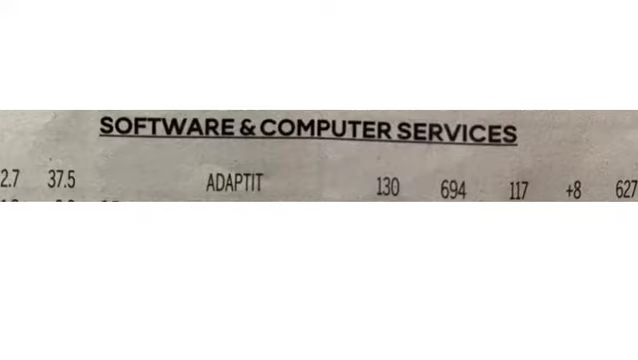 SOFTWARE & COMPUTER SERVICES
2.7 37.5 ADAPTIT 130 694 117 +8 627